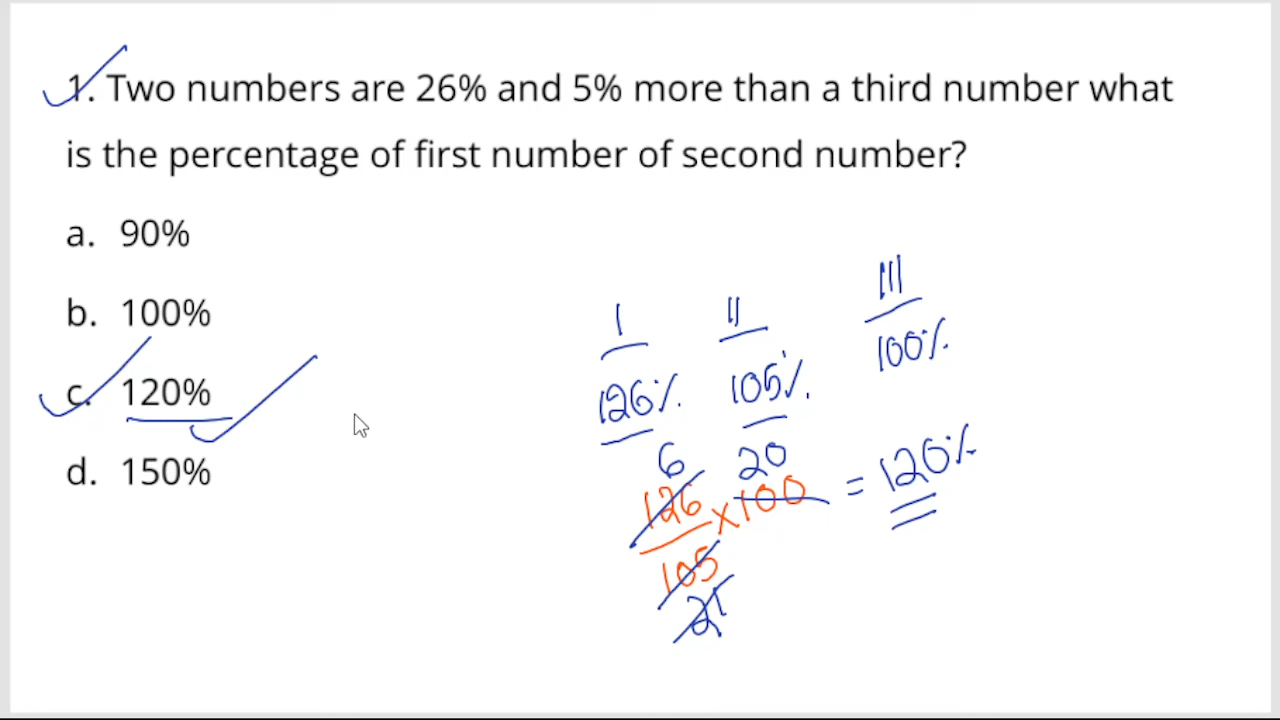 1. Two numbers are 26% and 5% more than a third number what
is the percentage of first number of second number?
a. 90%
b. 100%
c. 120%
d. 150%
I II III
126% 105% 100%
6 20
126 × 100 = 120%
105
21